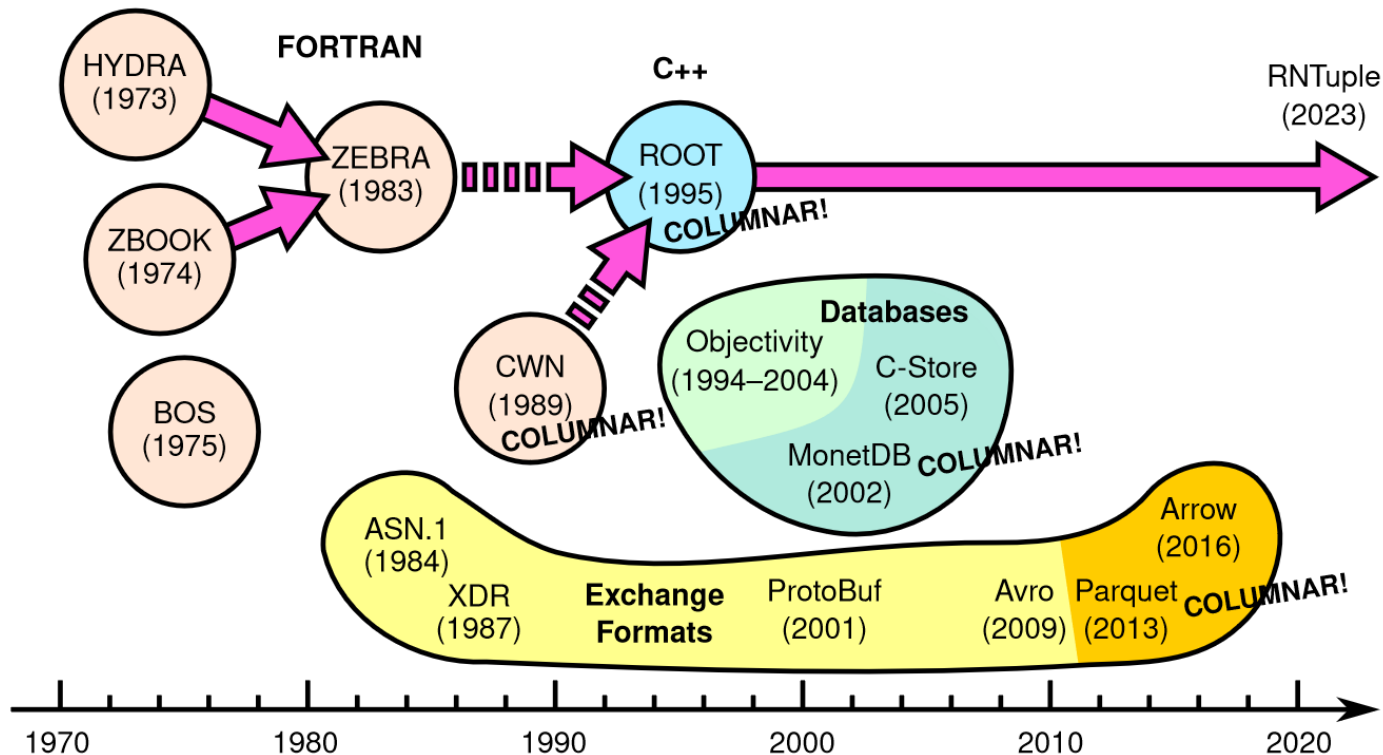 HYDRA
(1973)
FORTRAN
C++
RNTuple
(2023)
ZEBRA
(1983)
ROOT
(1995)
COLUMNAR!
ZBOOK
(1974)
BOS
(1975)
CWN
(1989)
COLUMNAR!
Databases
Objectivity
(1994–2004)
C-Store
(2005)
MonetDB
(2002)
COLUMNAR!
ASN.1
(1984)
XDR
(1987)
Exchange
Formats
ProtoBuf
(2001)
Avro
(2009)
Parquet
(2013)
Arrow
(2016)
COLUMNAR!
1970
1980
1990
2000
2010
2020